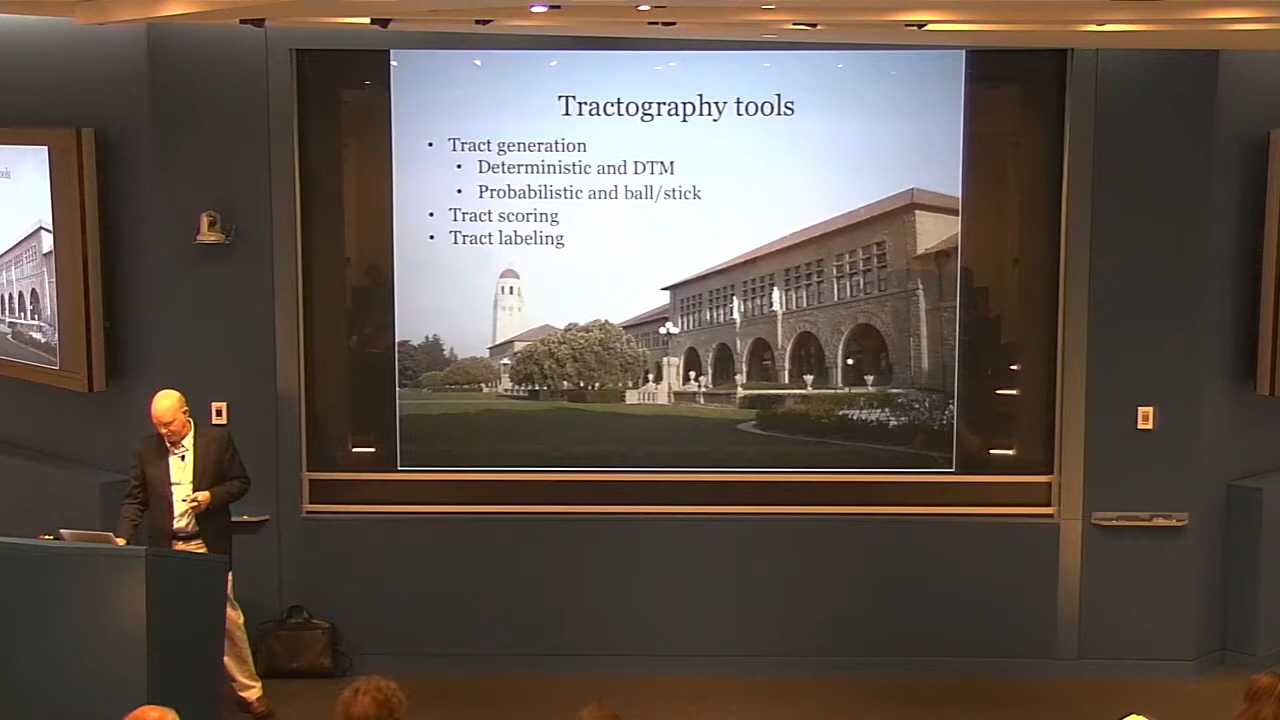 Tractography tools
• Tract generation
• Deterministic and DTM
• Probabilistic and ball/stick
• Tract scoring
• Tract labeling